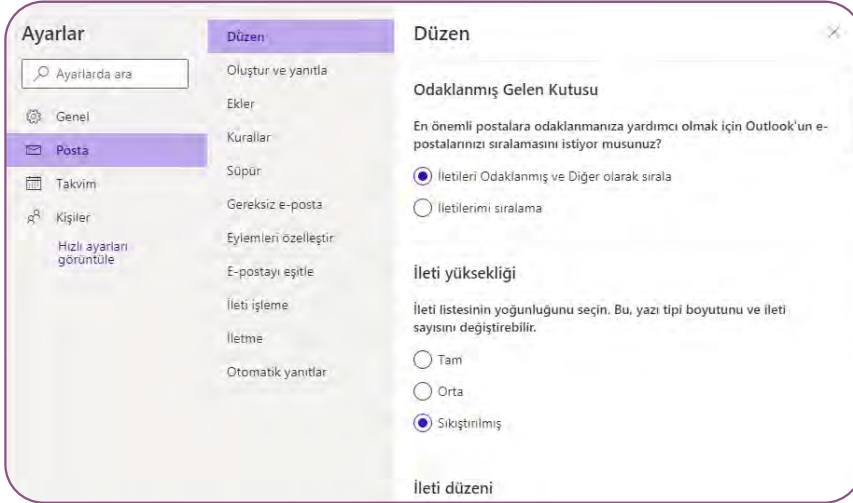 Ayarlar
Ayarlarda ara
Genel
Posta
Takvim
Kişiler
Hızlı ayarları
görüntüle
Düzen
Oluştur ve yanıtla
Ekler
Kurallar
Süpür
Gereksiz e-posta
Eylemleri özelleştir
E-postayı eşitle
İleti işleme
İletme
Otomatik yanıtlar
Düzen
Odaklanmış Gelen Kutusu
En önemli postalara odaklanmanıza yardımcı olmak için Outlook'un e-
postalarınızı sıralamasını istiyor musunuz?
İletileri Odaklanmış ve Diğer olarak sırala
İletilerimi sıralama
İleti yüksekliği
İleti listesinin yoğunluğunu seçin. Bu, yazı tipi boyutunu ve ileti
sayısını değiştirebilir.
Tam
Orta
Sıkıştırılmış
İleti düzeni